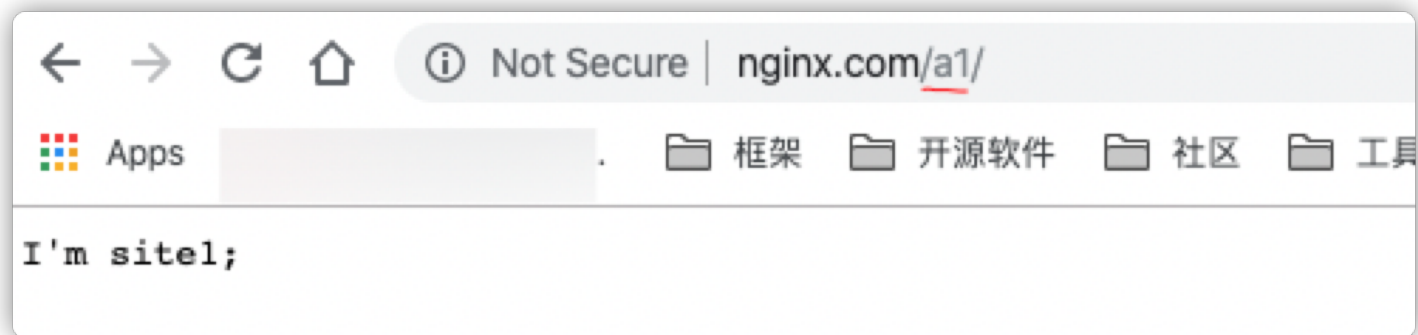 Not Secure | nginx.com/a1/
Apps . 框架 开源软件 社区 工具
I'm site1;